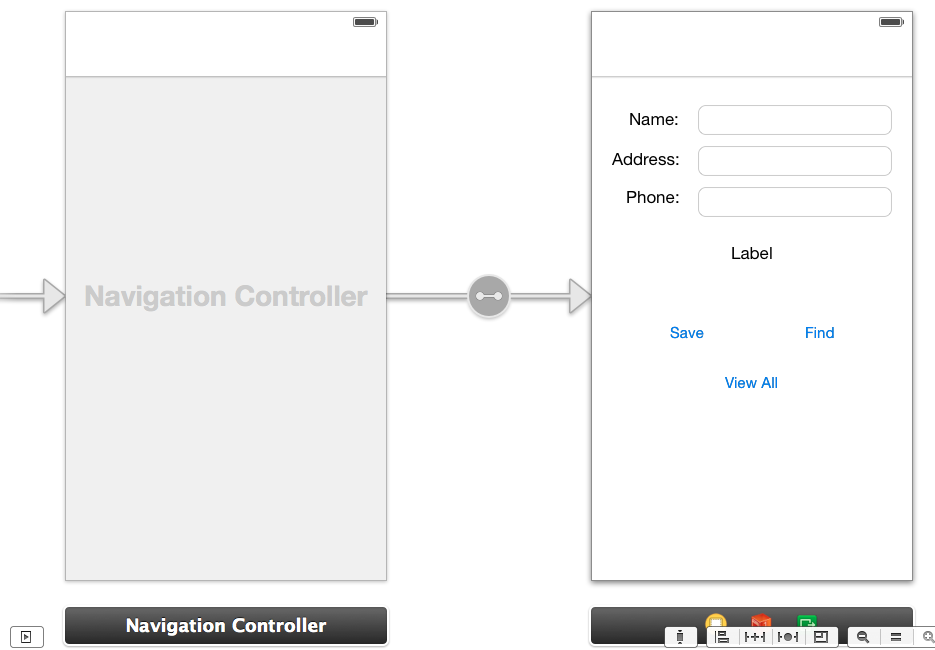 Name:
Address:
Phone:
Label
Navigation Controller
Save Find
View All
Navigation Controller